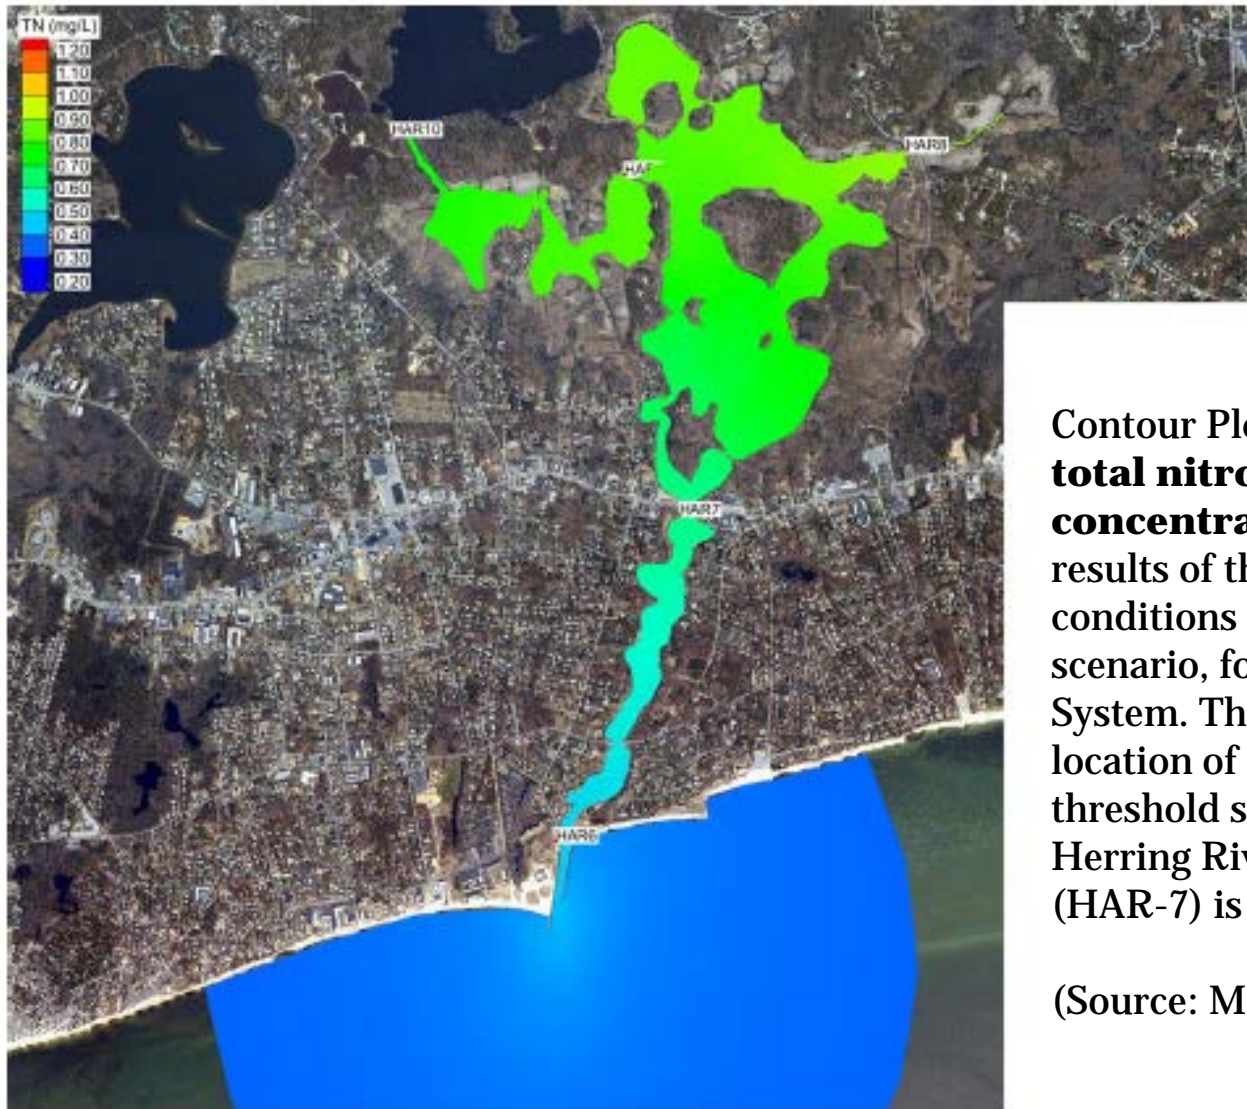 TN (mg/L)
1.20
1.10
1.00
0.90
0.80
0.70
0.60
0.50
0.40
0.30
0.20
HAR10
HAR8
HAR7
HAR6
Contour Pl
total nitro
concentra
results of th
conditions
scenario, fo
System. Th
location of
threshold s
Herring Riv
(HAR-7) is
(Source: M